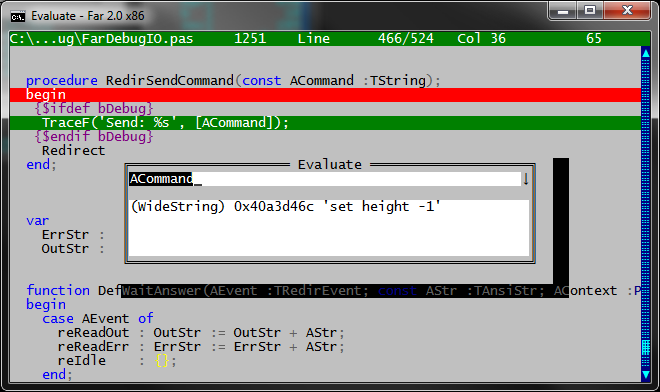 Evaluate - Far 2.0 x86
C:\...ug\FarDebugIO.pas 1251 Line 466/524 Col 36 65
procedure RedirSendCommand(const ACommand :TString);
begin
{$ifdef bDebug}
TraceF('Send: %s', [ACommand]);
{$endif bDebug}
Redirect
end;
Evaluate
ACommand_
(WideString) 0x40a3d46c 'set height -1'
var
ErrStr :
OutStr :
function DefWaitAnswer(AEvent :TRedirEvent; const AStr :TAnsiStr; AContext :P
begin
case AEvent of
reReadOut : OutStr := OutStr + AStr;
reReadErr : ErrStr := ErrStr + AStr;
reIdle : {};
end;